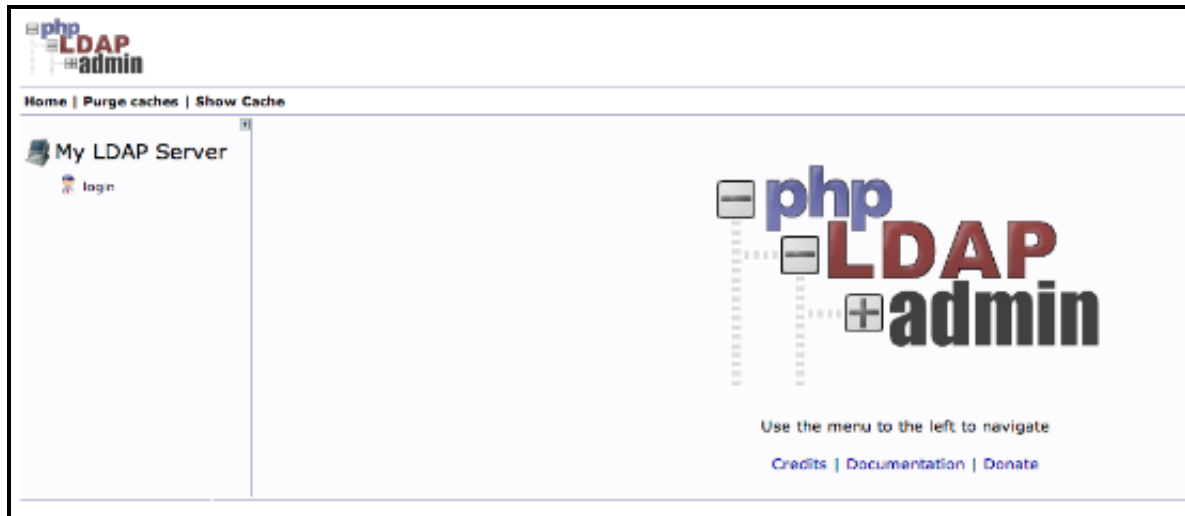 php
LDAP
admin
Home | Purge caches | Show Cache
My LDAP Server
login
php
LDAP
admin
Use the menu to the left to navigate
Credits | Documentation | Donate